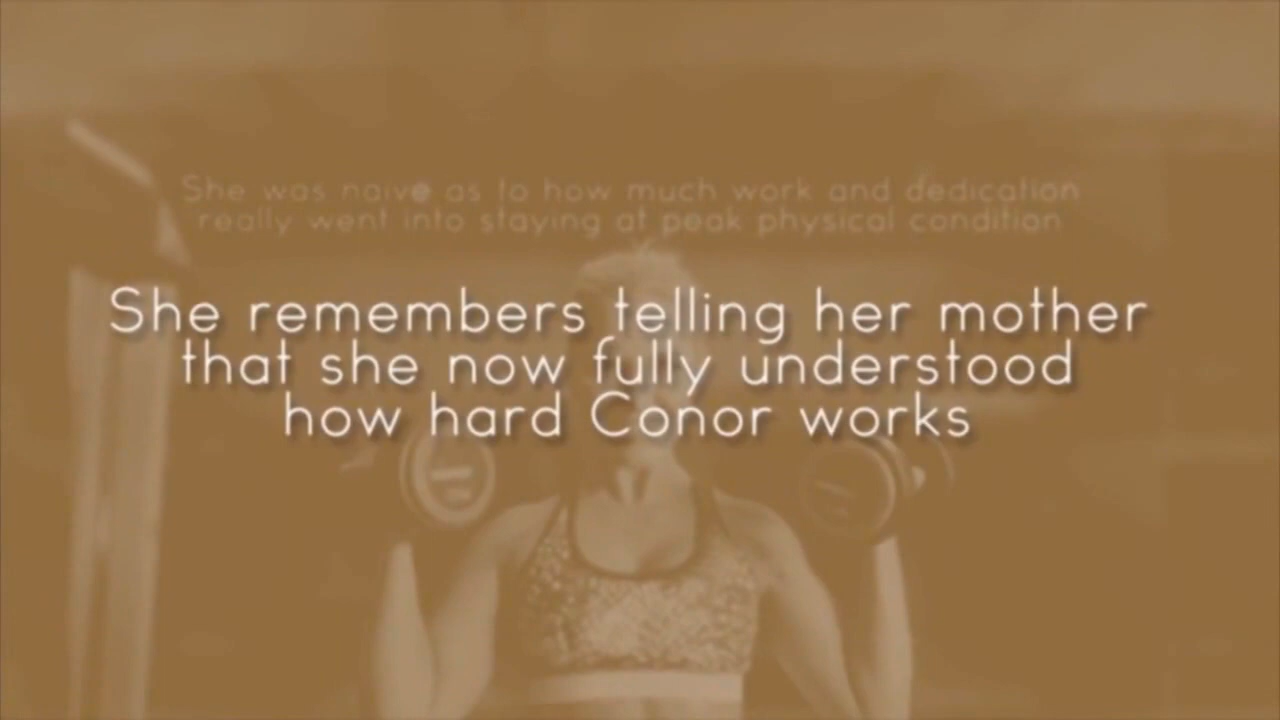 She was naive as to how much work and dedication
really went into staying at peak physical condition
She remembers telling her mother
that she now fully understood
how hard Conor works